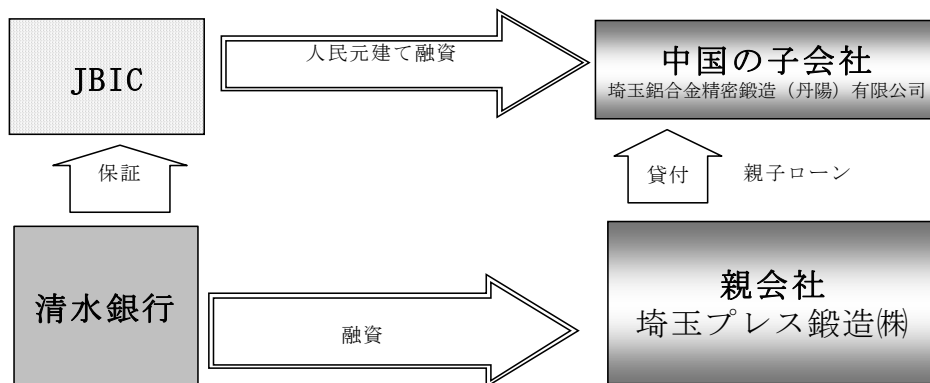 人民元建て融資
JBIC
中国の子会社
埼玉鋁合金精密鍛造（丹陽）有限公司
保証
貸付
親子ローン
清水銀行
融資
親会社
埼玉プレス鍛造㈱